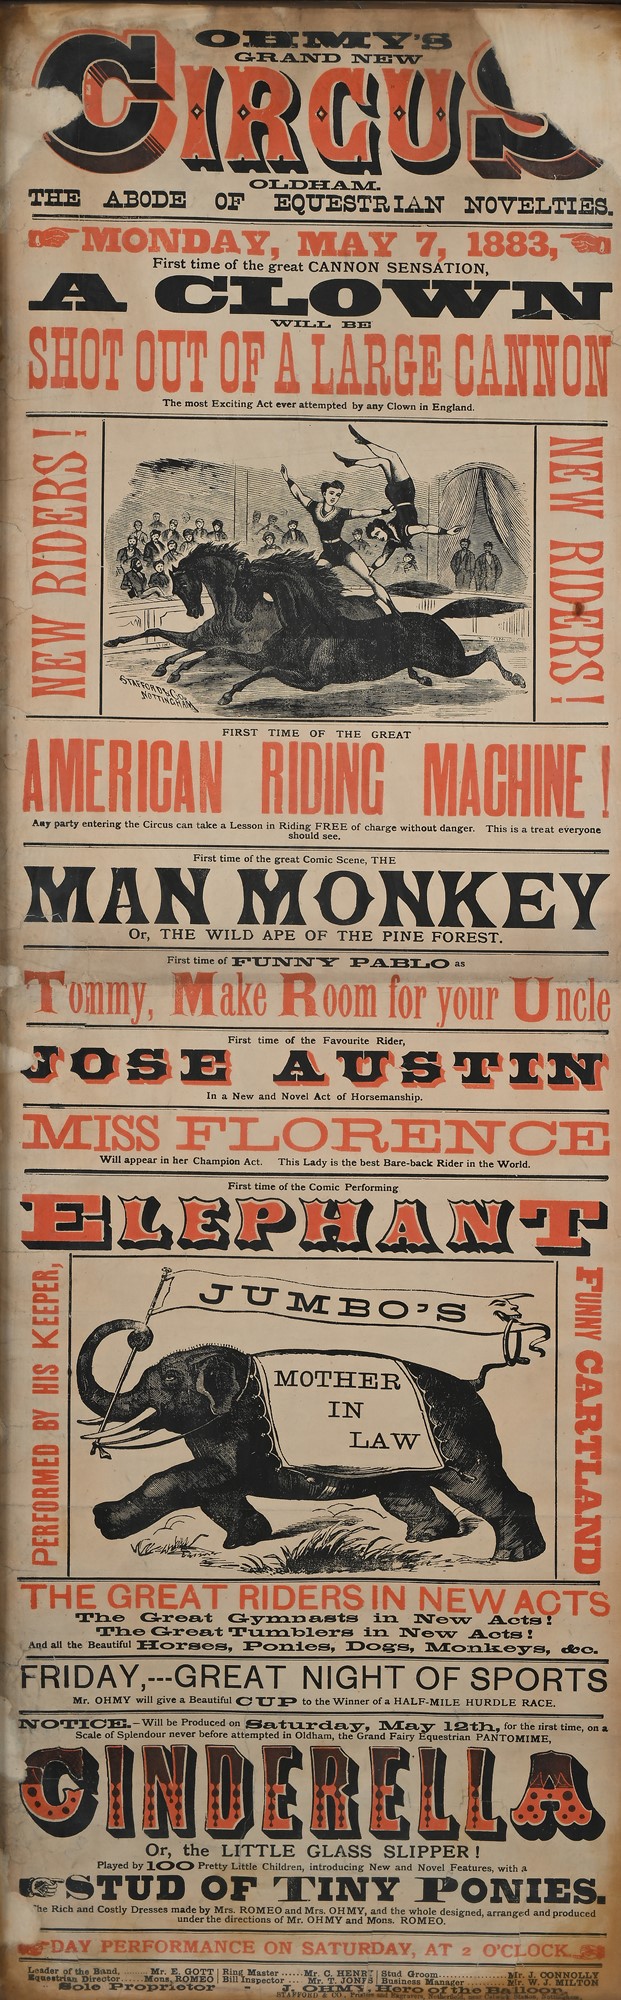 OHMY'S
GRAND NEW
CIRCUS
OLDHAM.
THE ABODE OF EQUESTRIAN NOVELTIES.
MONDAY, MAY 7, 1883,
First time of the great CANNON SENSATION,
A CLOWN
WILL BE
SHOT OUT OF A LARGE CANNON
The most Exciting Act ever attempted by any Clown in England.
NEW RIDERS!
NEW RIDERS!
STAFFORD & Co.
NOTTINGHAM
FIRST TIME OF THE GREAT
AMERICAN RIDING MACHINE!
Any party entering the Circus can take a Lesson in Riding FREE of charge without danger. This is a treat everyone
should see.
First time of the great Comic Scene, THE
MAN MONKEY
Or, THE WILD APE OF THE PINE FOREST.
First time of FUNNY PABLO as
Tommy, Make Room for your Uncle
First time of the Favourite Rider,
JOSE AUSTIN
In a New and Novel Act of Horsemanship.
MISS FLORENCE
Will appear in her Champion Act. This Lady is the best Bare-back Rider in the World.
First time of the Comic Performing
ELEPHANT
PERFORMED BY HIS KEEPER,
JUMBO'S
MOTHER
IN
LAW
FUNNY CARTLAND
THE GREAT RIDERS IN NEW ACTS
The Great Gymnasts in New Acts!
The Great Tumblers in New Acts!
And all the Beautiful Horses, Ponies, Dogs, Monkeys, &c.
FRIDAY,---GREAT NIGHT OF SPORTS
Mr. OHMY will give a Beautiful CUP to the Winner of a HALF-MILE HURDLE RACE.
NOTICE.-Will be Produced on Saturday, May 12th, for the first time, on a
Scale of Splendour never before attempted in Oldham, the Grand Fairy Equestrian PANTOMIME,
CINDERELLA
Or, the LITTLE GLASS SLIPPER!
Played by 100 Pretty Little Children, introducing New and Novel Features, with a
STUD OF TINY PONIES.
The Rich and Costly Dresses made by Mrs. ROMEO and Mrs. OHMY, and the whole designed, arranged and produced
under the directions of Mr. OHMY and Mons. ROMEO.
DAY PERFORMANCE ON SATURDAY, AT 2 O'CLOCK.
Leader of the Band, Mr. E. GOTT | Ring Master ...... Mr. C. HENRY | Stud Groom ............ Mr. J. CONNOLLY
Equestrian Director ...... Mons. ROMEO | Bill Inspector - Mr. T. JONES | Business Manager - Mr. W. J. MILTON
Sole Proprietor - J. OHMY, Hero of the Balloon.
STAFFORD & CO., Printers and Engravers, Netherfield, near